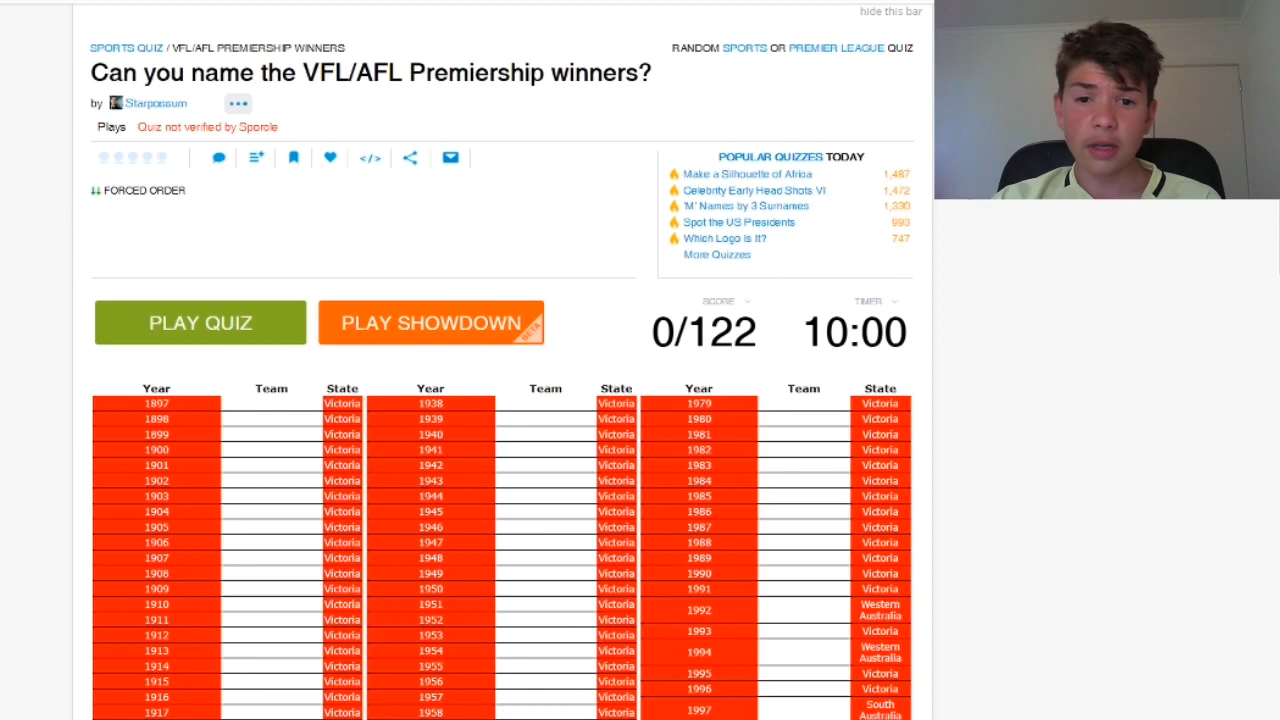 hide this bar
SPORTS QUIZ / VFL/AFL PREMIERSHIP WINNERS
RANDOM SPORTS OR PREMIER LEAGUE QUIZ
Can you name the VFL/AFL Premiership winners?
by Starpossum
•••
Plays Quiz not verified by Sporcle
</>
FORCED ORDER
POPULAR QUIZZES TODAY
Make a Silhouette of Africa 1,487
Celebrity Early Head Shots VI 1,472
'M' Names by 3 Surnames 1,330
Spot the US Presidents 993
Which Logo Is It? 747
More Quizzes
PLAY QUIZ
PLAY SHOWDOWN
BETA
SCORE
0/122
TIMER
10:00
Year Team State Year Team State Year Team State
1897 Victoria 1938 Victoria 1979 Victoria
1898 Victoria 1939 Victoria 1980 Victoria
1899 Victoria 1940 Victoria 1981 Victoria
1900 Victoria 1941 Victoria 1982 Victoria
1901 Victoria 1942 Victoria 1983 Victoria
1902 Victoria 1943 Victoria 1984 Victoria
1903 Victoria 1944 Victoria 1985 Victoria
1904 Victoria 1945 Victoria 1986 Victoria
1905 Victoria 1946 Victoria 1987 Victoria
1906 Victoria 1947 Victoria 1988 Victoria
1907 Victoria 1948 Victoria 1989 Victoria
1908 Victoria 1949 Victoria 1990 Victoria
1909 Victoria 1950 Victoria 1991 Victoria
1910 Victoria 1951 Victoria 1992 Western Australia
1911 Victoria 1952 Victoria
1912 Victoria 1953 Victoria 1993 Victoria
1913 Victoria 1954 Victoria 1994 Western Australia
1914 Victoria 1955 Victoria
1915 Victoria 1956 Victoria 1995 Victoria
1916 Victoria 1957 Victoria 1996 Victoria
1917 Victoria 1958 Victoria 1997 South Australia